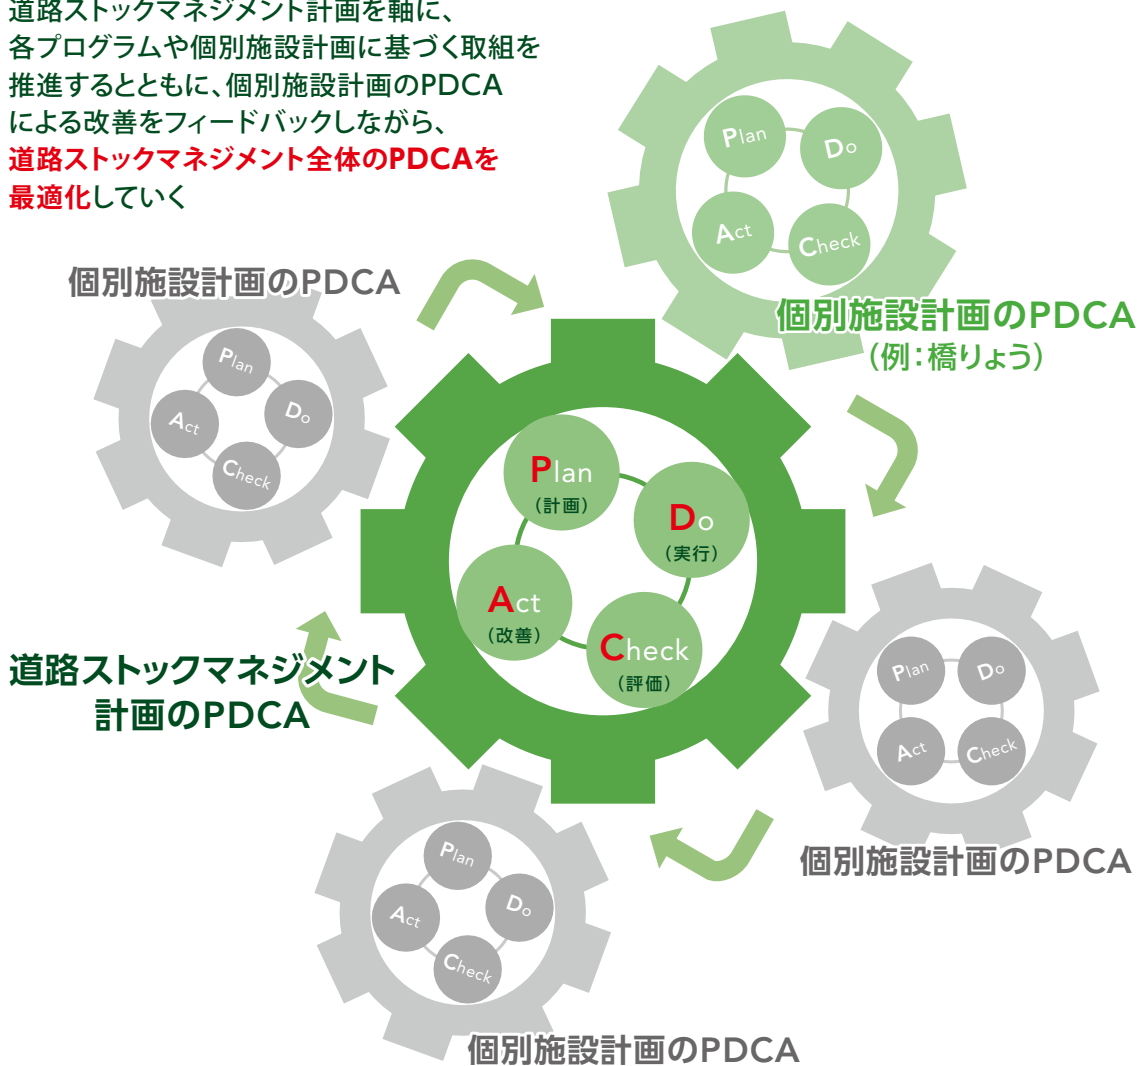 道路ストックマネジメント計画を軸に、
各プログラムや個別施設計画に基づく取組を
推進するとともに、個別施設計画のPDCA
による改善をフィードバックしながら、
道路ストックマネジメント全体のPDCAを
最適化していく
Plan
Do
Act
Check
個別施設計画のPDCA
（例：橋りょう）
個別施設計画のPDCA
Plan
Do
Act
Check
Plan
（計画）
Do
（実行）
Act
（改善）
Check
（評価）
道路ストックマネジメント
計画のPDCA
Plan
Do
Act
Check
個別施設計画のPDCA
Plan
Do
Act
Check
個別施設計画のPDCA